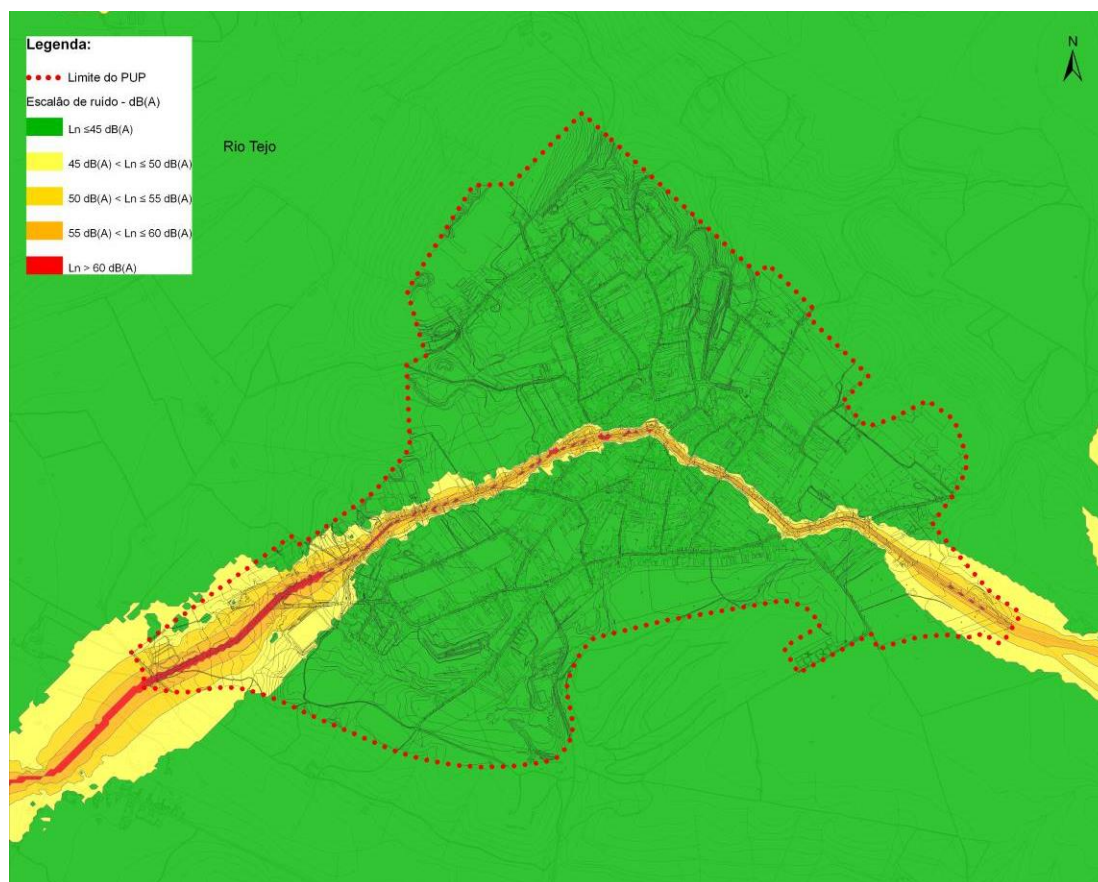 Legenda:
Limite do PUP
Escalão de ruído - dB(A)
Ln ≤45 dB(A)
45 dB(A) < Ln ≤ 50 dB(A)
50 dB(A) < Ln ≤ 55 dB(A)
55 dB(A) < Ln ≤ 60 dB(A)
Ln > 60 dB(A)
Rio Tejo
N